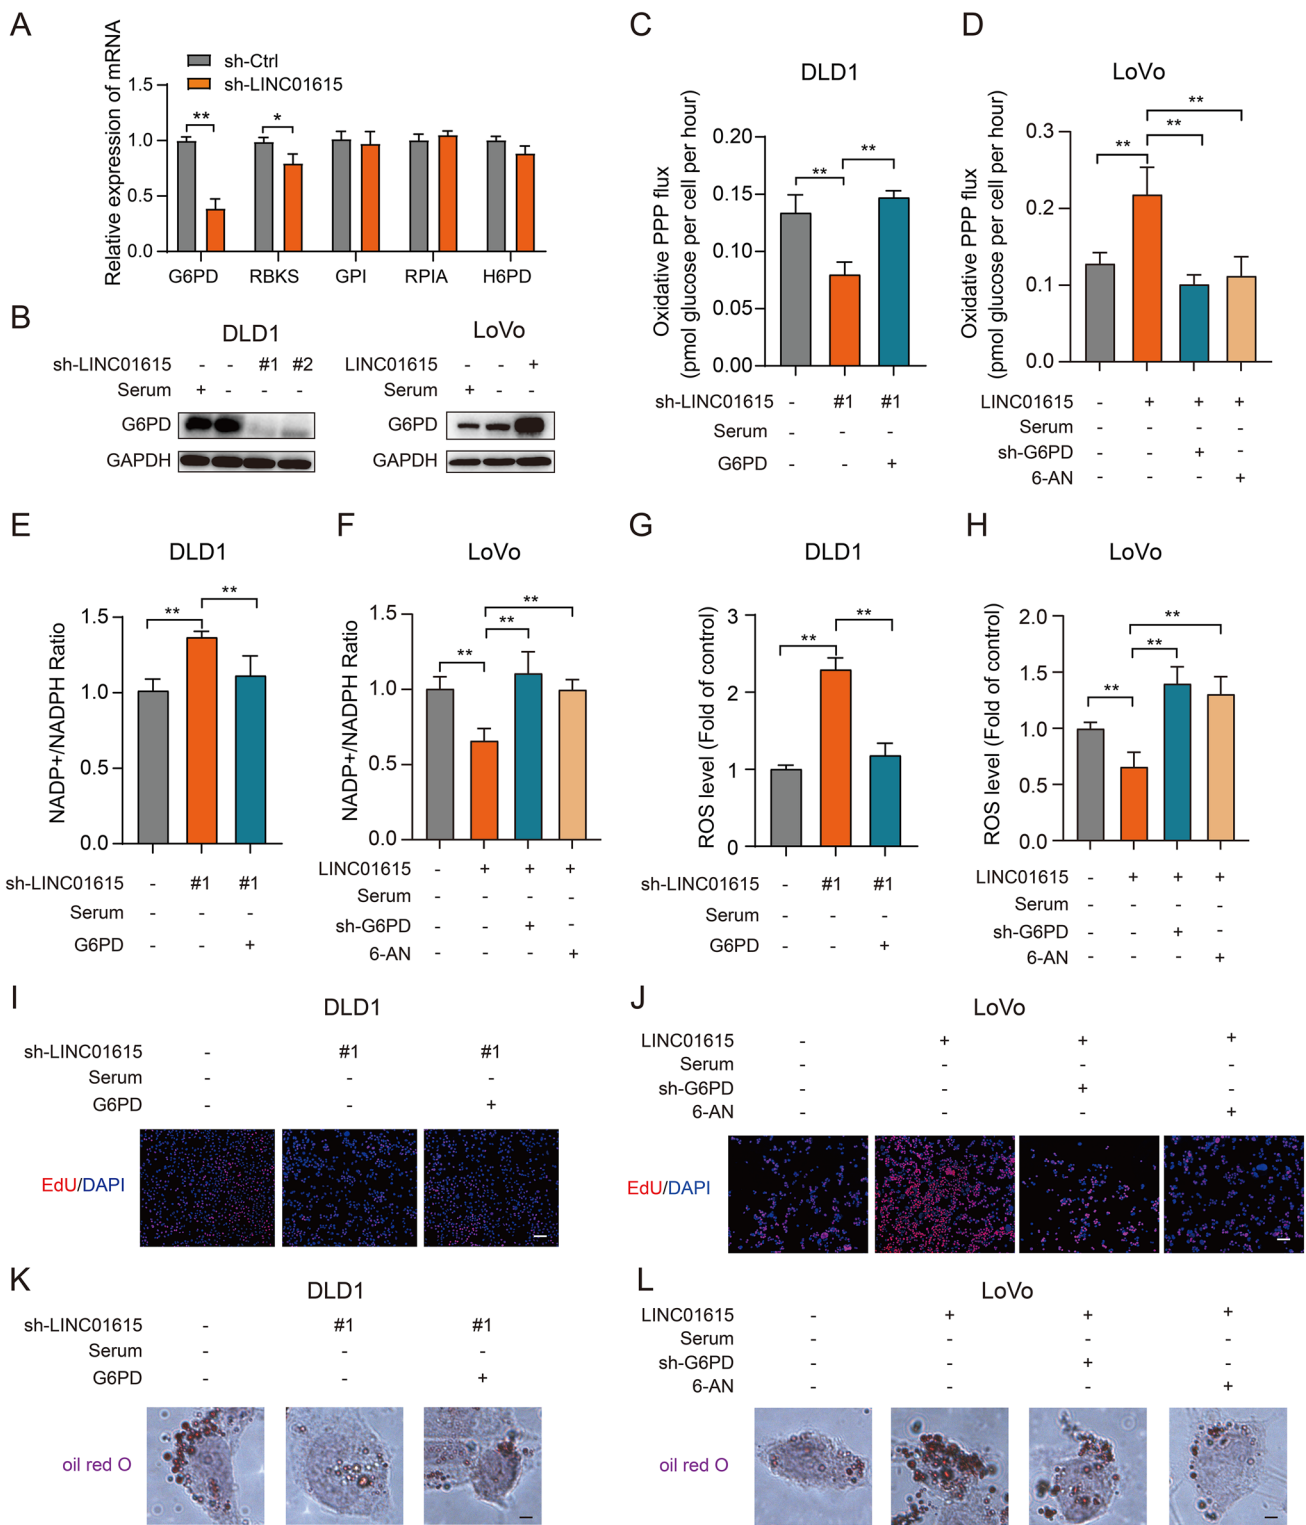 A
Relative expression of mRNA
sh-Ctrl
sh-LINC01615
1.5
1.0
0.5
0.0
** *
G6PD RBKS GPI RPIA H6PD
B
DLD1
sh-LINC01615 - - #1 #2
Serum + - - -
G6PD
GAPDH
LoVo
LINC01615 - - +
Serum + - -
G6PD
GAPDH
C
DLD1
Oxidative PPP flux
(pmol glucose per cell per hour)
0.20
0.15
0.10
0.05
0.00
** **
sh-LINC01615 - #1 #1
Serum - - -
G6PD - - +
D
LoVo
Oxidative PPP flux
(pmol glucose per cell per hour)
0.3
0.2
0.1
0.0
** ** **
LINC01615 - + + +
Serum - - - -
sh-G6PD - - + -
6-AN - - - +
E
DLD1
NADP+/NADPH Ratio
1.5
1.0
0.5
0.0
** **
sh-LINC01615 - #1 #1
Serum - - -
G6PD - - +
F
LoVo
NADP+/NADPH Ratio
1.5
1.0
0.5
0.0
** ** **
LINC01615 - + + +
Serum - - - -
sh-G6PD - - + -
6-AN - - - +
G
DLD1
ROS level (Fold of control)
3
2
1
0
** **
sh-LINC01615 - #1 #1
Serum - - -
G6PD - - +
H
LoVo
ROS level (Fold of control)
2.0
1.5
1.0
0.5
0.0
** ** **
LINC01615 - + + +
Serum - - - -
sh-G6PD - - + -
6-AN - - - +
I
DLD1
sh-LINC01615 - #1 #1
Serum - - -
G6PD - - +
EdU/DAPI
J
LoVo
LINC01615 - + + +
Serum - - - -
sh-G6PD - - + -
6-AN - - - +
EdU/DAPI
K
DLD1
sh-LINC01615 - #1 #1
Serum - - -
G6PD - - +
oil red O
L
LoVo
LINC01615 - + + +
Serum - - - -
sh-G6PD - - + -
6-AN - - - +
oil red O